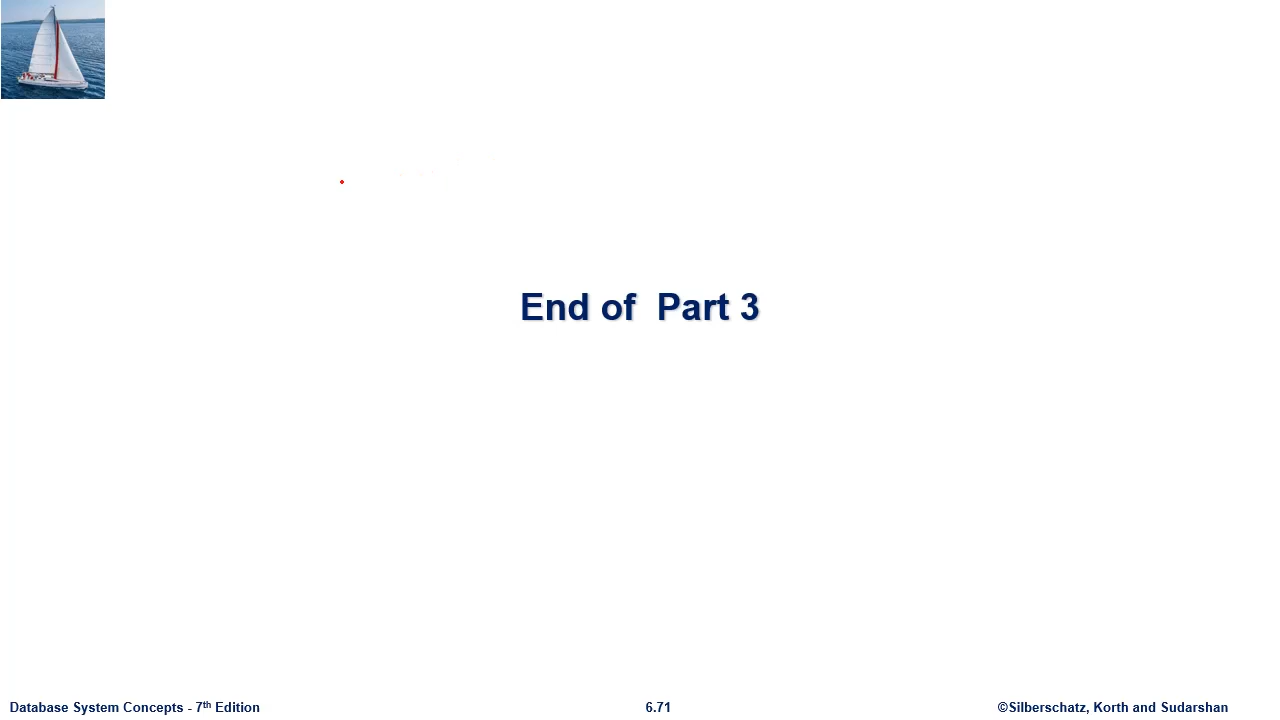 End of  Part 3
Database System Concepts - 7th Edition
6.71
©Silberschatz, Korth and Sudarshan